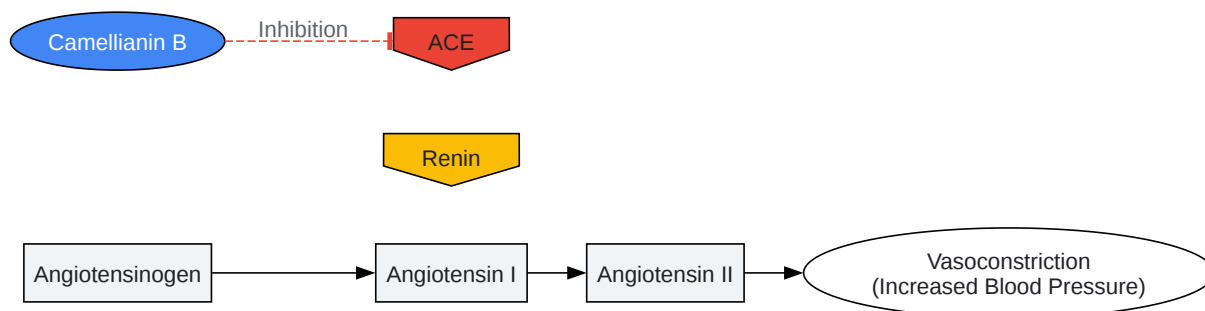 Camellianin B
Inhibition
ACE
Renin
Angiotensinogen
Angiotensin I
Angiotensin II
Vasoconstriction
(Increased Blood Pressure)